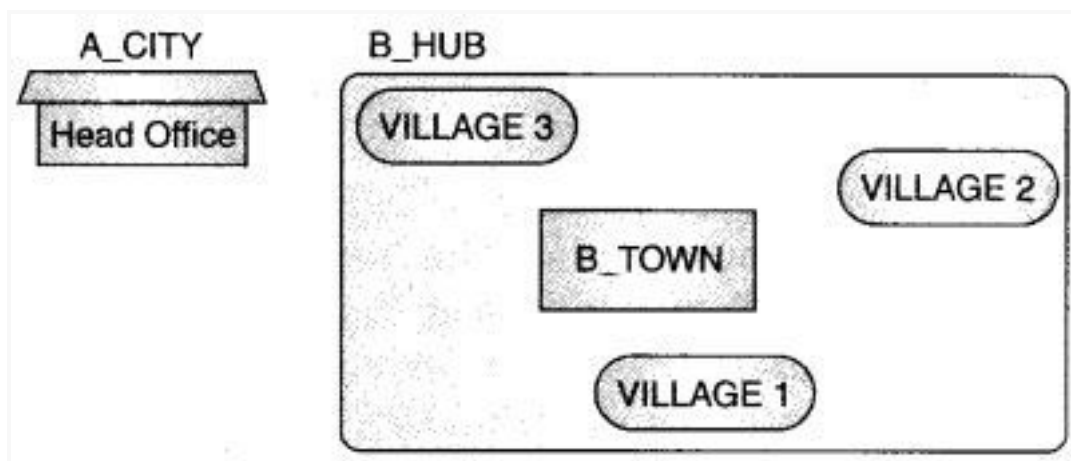 A_CITY
B_HUB
Head Office
VILLAGE 3
VILLAGE 2
B_TOWN
VILLAGE 1